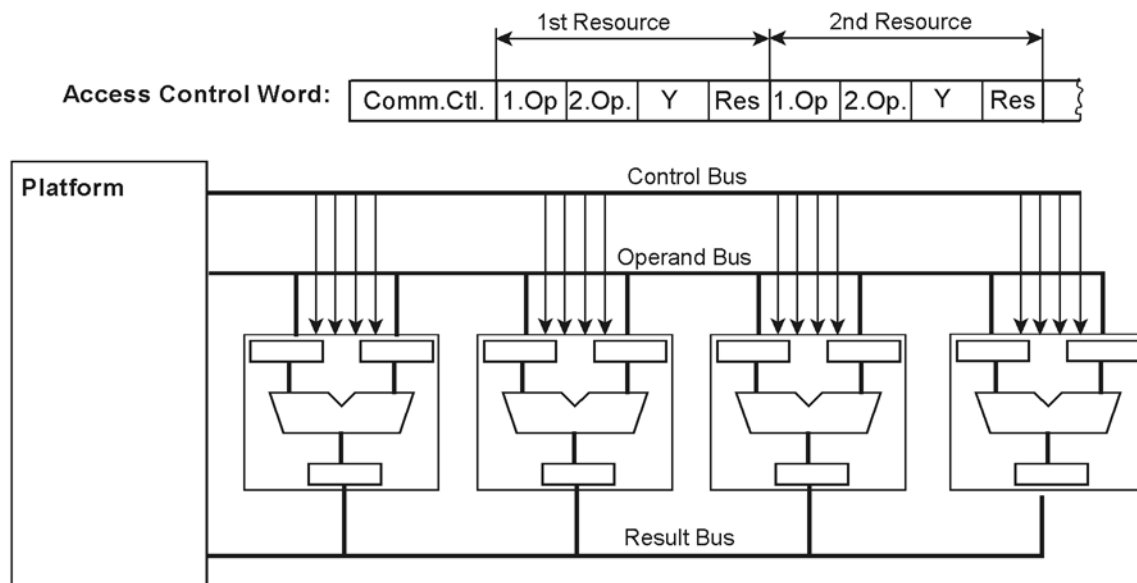 1st Resource 2nd Resource
Access Control Word: Comm.Ctl. 1.Op 2.Op. Y Res 1.Op 2.Op. Y Res
Platform
Control Bus
Operand Bus
Result Bus